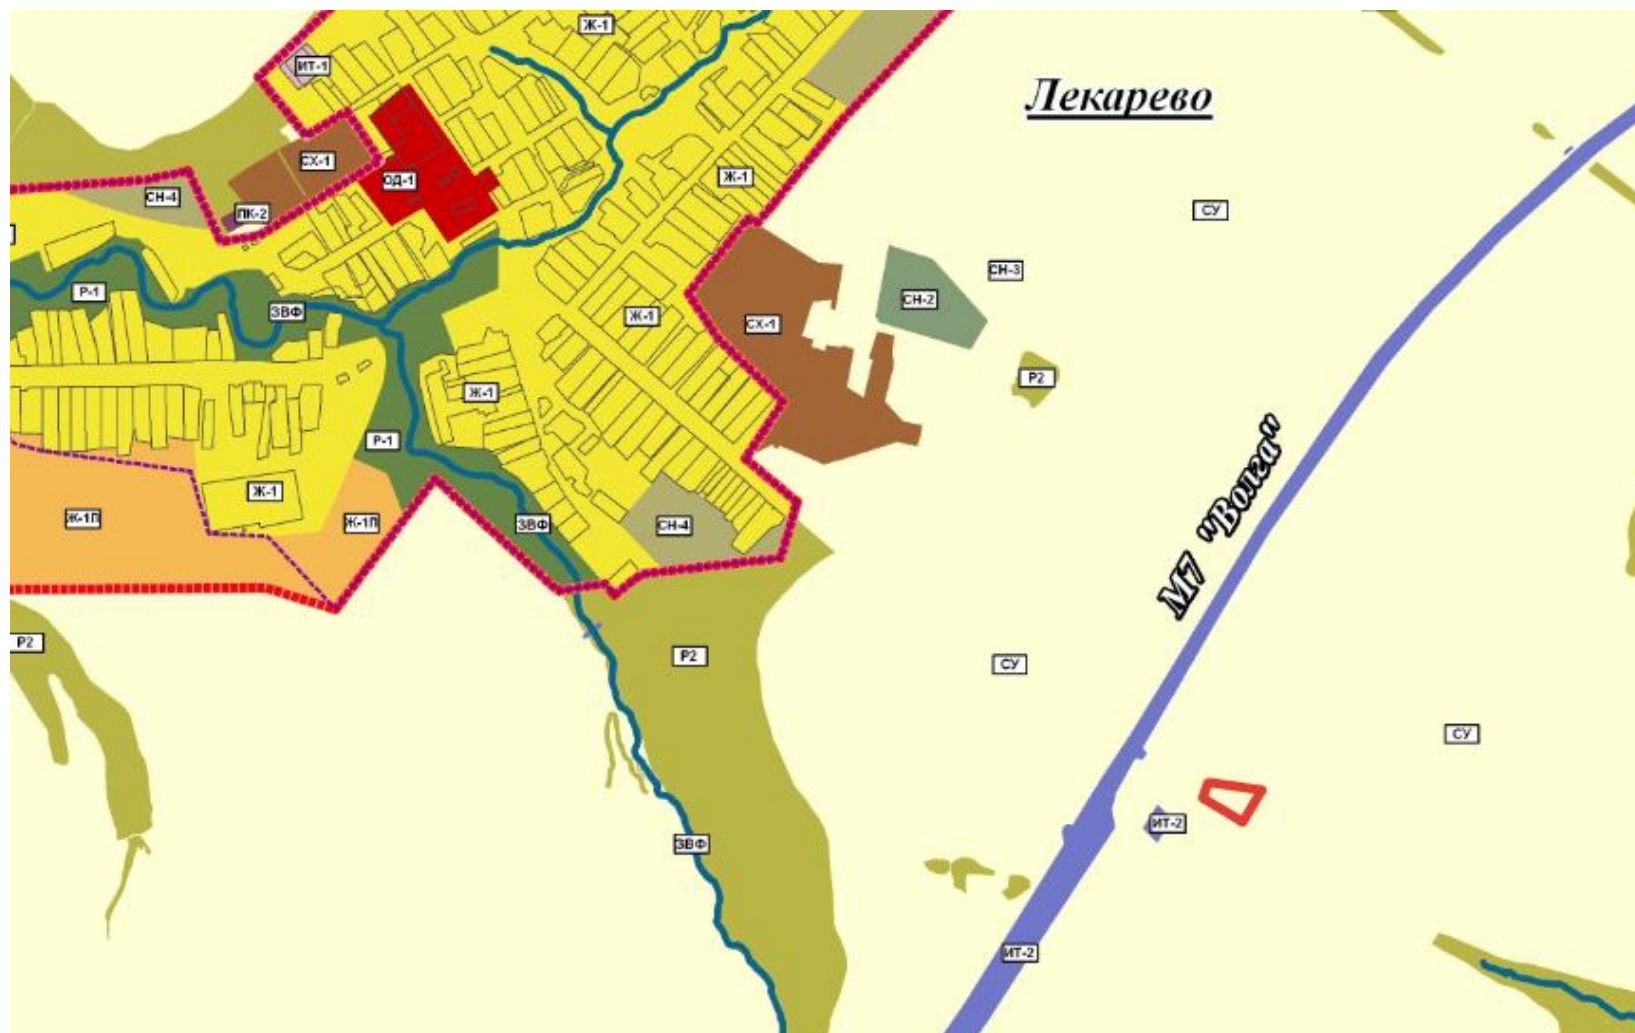 Ж-1
ИТ-1
Лекарево
СХ-1
ОД-1
Ж-1
СН-4
ПК-2
СУ
СН-3
Р-1
ЗВФ
СН-2
Ж-1
СХ-1
Р2
Ж-1
Р-1
М7 "Волга"
Ж-1
Ж-1П
Ж-1П
ЗВФ
СН-4
Р2
Р2
СУ
СУ
ИТ-2
ЗВФ
ИТ-2